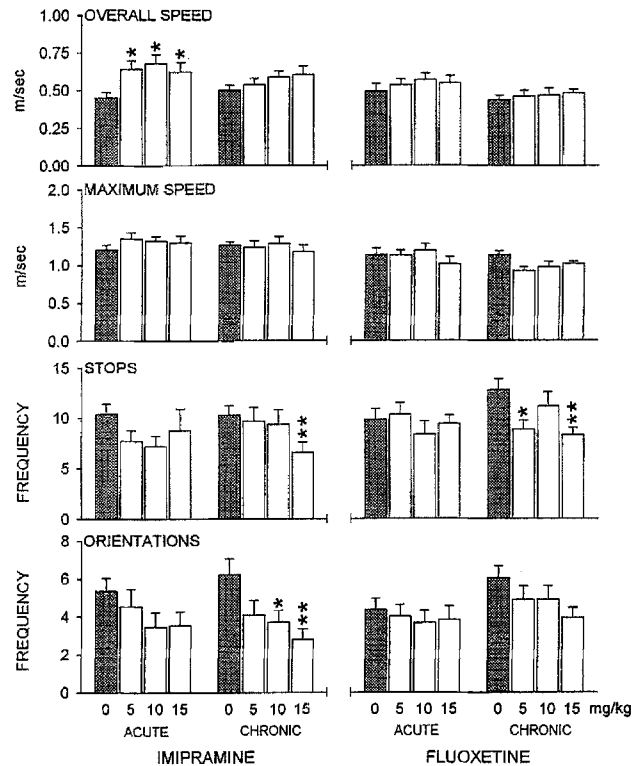 OVERALL SPEED
1.00
0.75
0.50
0.25
0.00
m/sec
* * *
MAXIMUM SPEED
2.0
1.5
1.0
0.5
0.0
m/sec
STOPS
15
10
5
0
FREQUENCY
**
*
**
ORIENTATIONS
8
6
4
2
0
FREQUENCY
*
**
0 5 10 15 0 5 10 15 0 5 10 15 0 5 10 15 mg/kg
ACUTE CHRONIC ACUTE CHRONIC
IMIPRAMINE FLUOXETINE